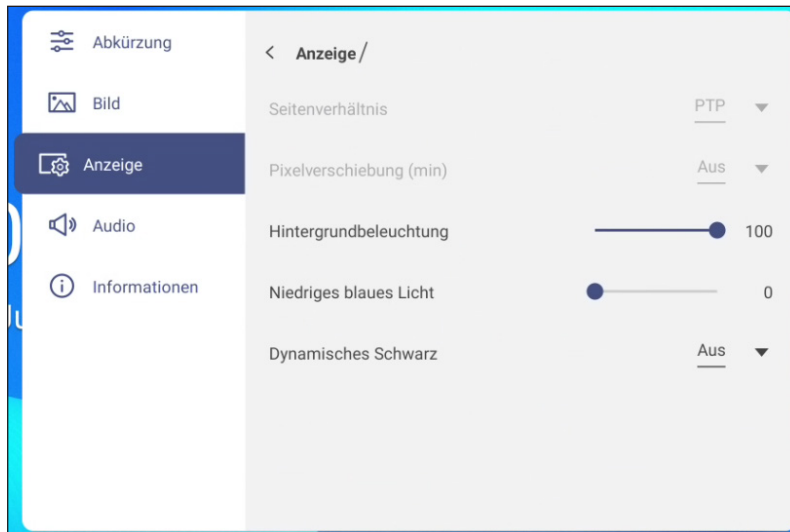 Abkürzung
Bild
Anzeige
Audio
Informationen
< Anzeige /
Seitenverhältnis PTP
Pixelverschiebung (min) Aus
Hintergrundbeleuchtung 100
Niedriges blaues Licht 0
Dynamisches Schwarz Aus